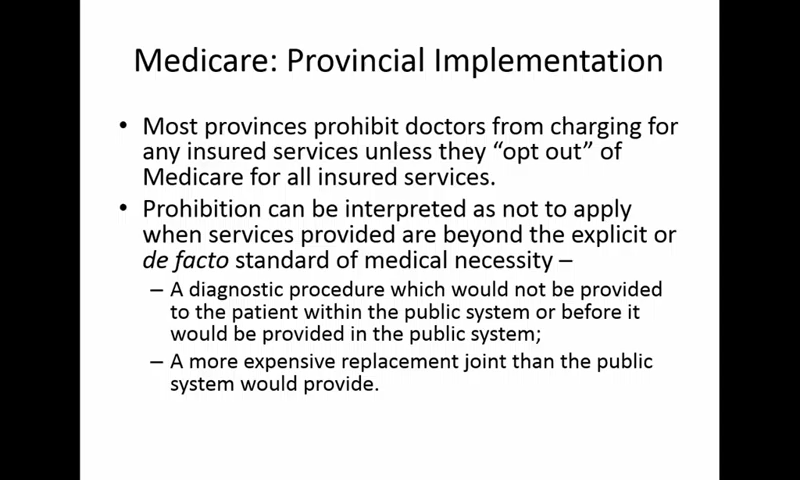 Medicare: Provincial Implementation
• Most provinces prohibit doctors from charging for
any insured services unless they “opt out” of
Medicare for all insured services.
• Prohibition can be interpreted as not to apply
when services provided are beyond the explicit or
de facto standard of medical necessity –
– A diagnostic procedure which would not be provided
to the patient within the public system or before it
would be provided in the public system;
– A more expensive replacement joint than the public
system would provide.